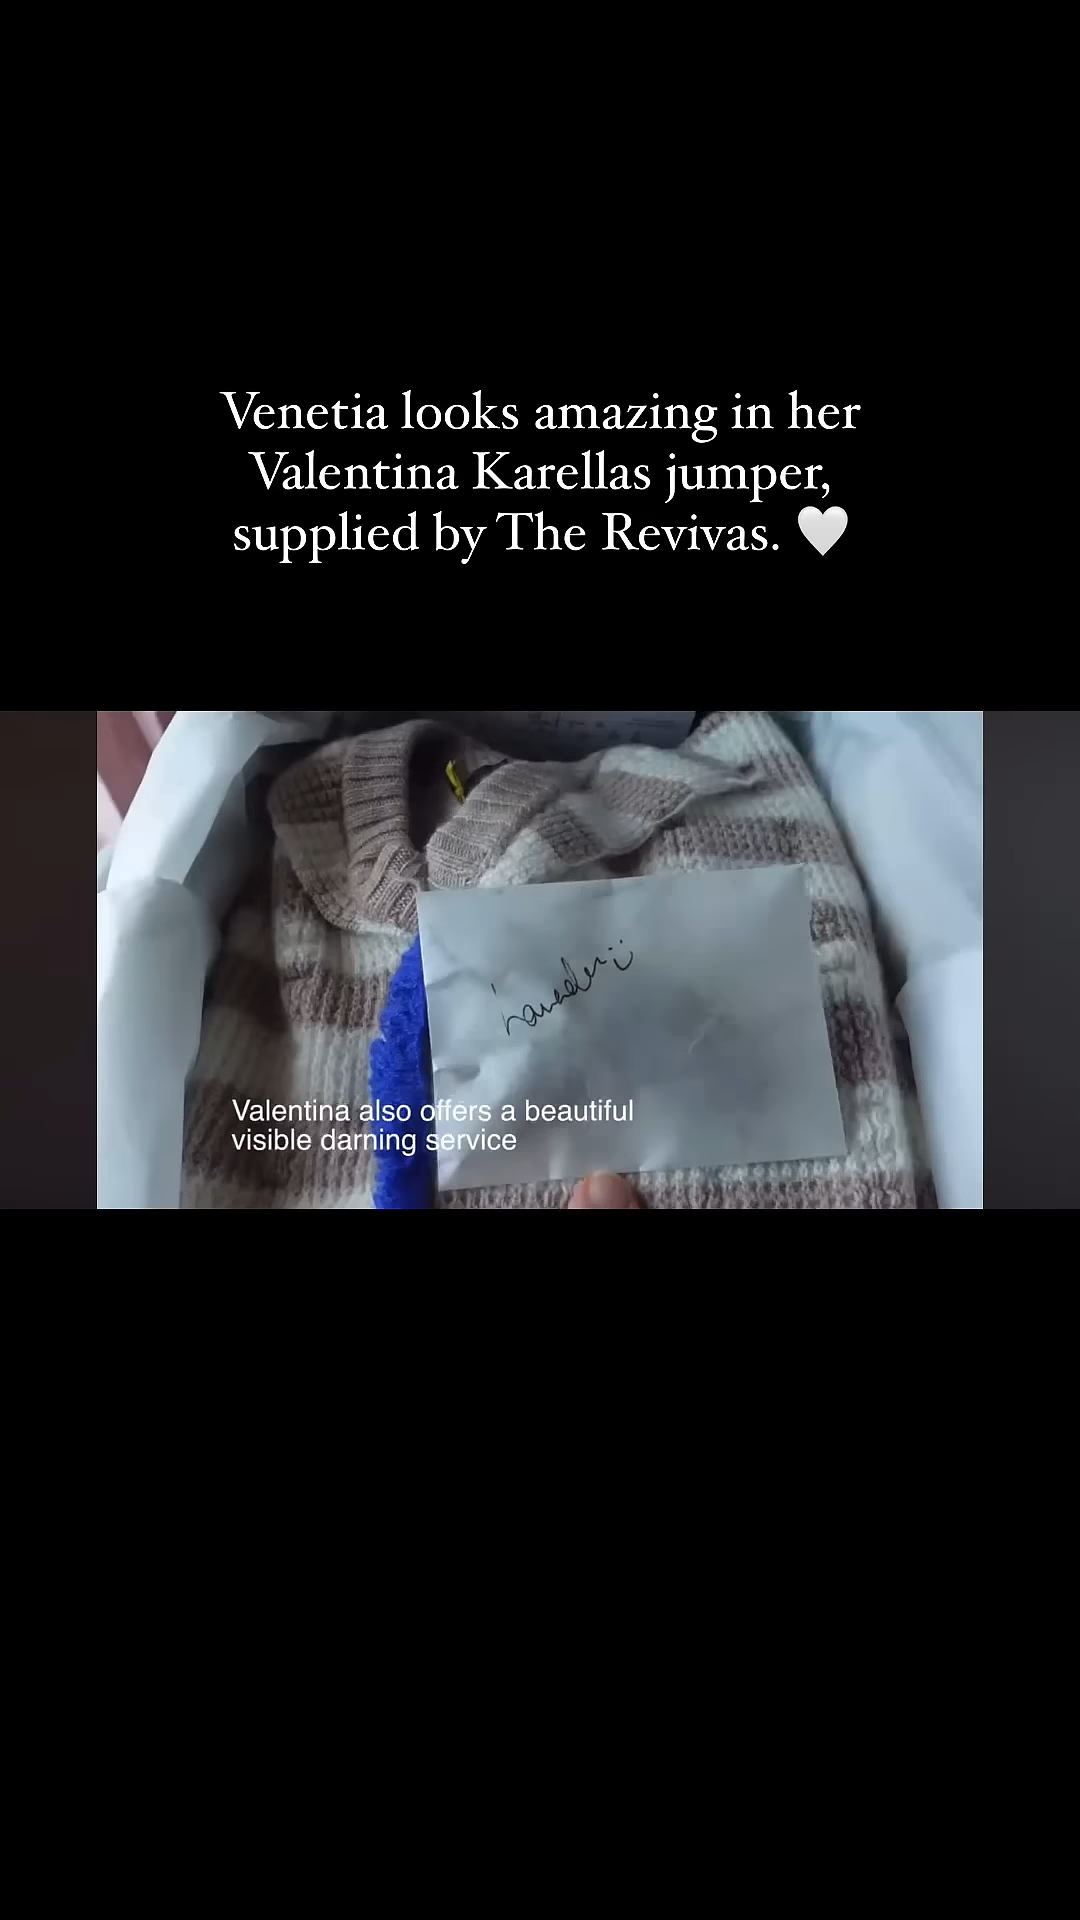 Venetia looks amazing in her
Valentina Karellas jumper,
supplied by The Revivas. 🤍
Lavender :)
Valentina also offers a beautiful
visible darning service